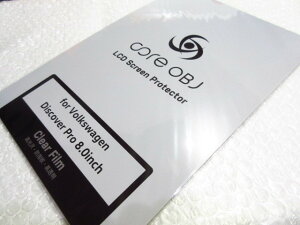 core OBJ
LCD Screen Protector
for Volkswagen
Discover Pro 8.0inch
Clear Film